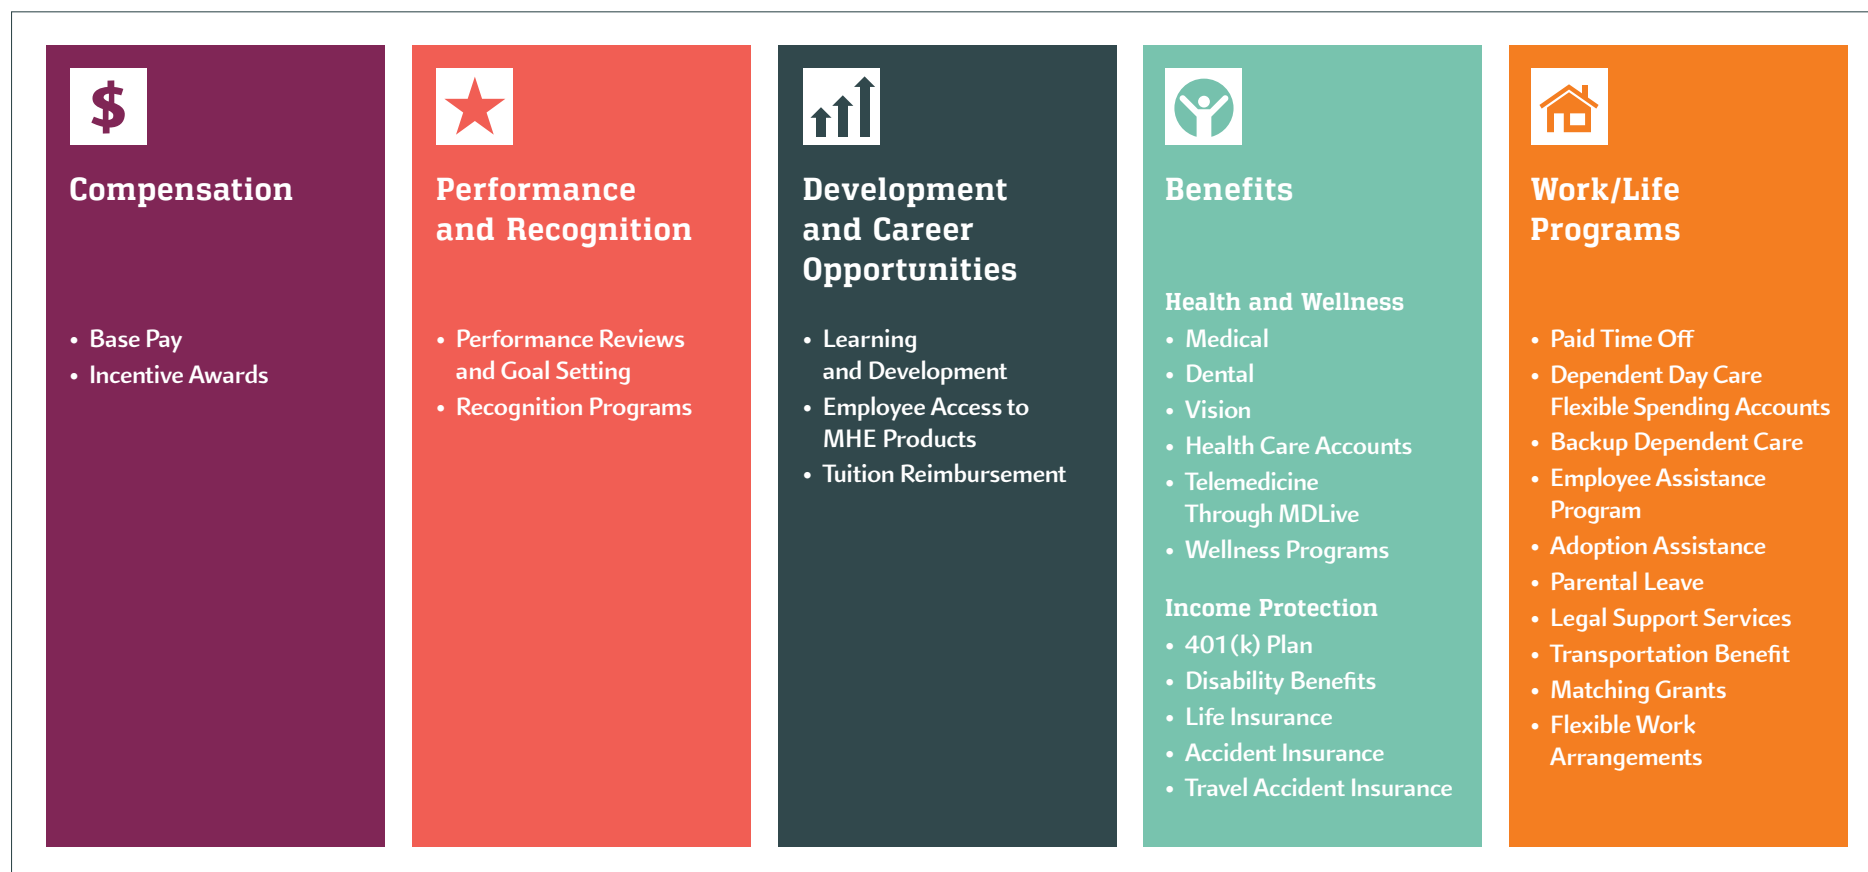 $
Compensation
• Base Pay
• Incentive Awards
Performance
and Recognition
• Performance Reviews
and Goal Setting
• Recognition Programs
Development
and Career
Opportunities
• Learning
and Development
• Employee Access to
MHE Products
• Tuition Reimbursement
Benefits
Health and Wellness
• Medical
• Dental
• Vision
• Health Care Accounts
• Telemedicine
Through MDLive
• Wellness Programs
Income Protection
• 401(k) Plan
• Disability Benefits
• Life Insurance
• Accident Insurance
• Travel Accident Insurance
Work/Life
Programs
• Paid Time Off
• Dependent Day Care
Flexible Spending Accounts
• Backup Dependent Care
• Employee Assistance
Program
• Adoption Assistance
• Parental Leave
• Legal Support Services
• Transportation Benefit
• Matching Grants
• Flexible Work
Arrangements